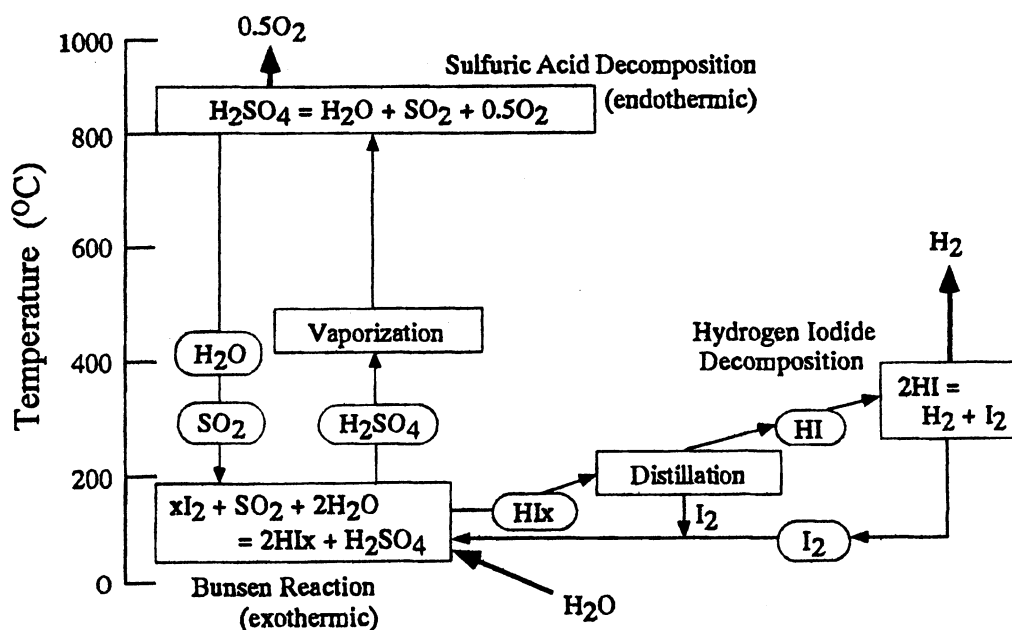 0.5O₂
1000
Sulfuric Acid Decomposition
(endothermic)
H₂SO₄ = H₂O + SO₂ + 0.5O₂
800
Temperature (°C)
H₂
600
Vaporization
Hydrogen Iodide
Decomposition
H₂O
400
2HI =
H₂ + I₂
SO₂
H₂SO₄
HI
200
Distillation
xI₂ + SO₂ + 2H₂O
= 2HIx + H₂SO₄
HIx
I₂
I₂
0
Bunsen Reaction
(exothermic)
H₂O